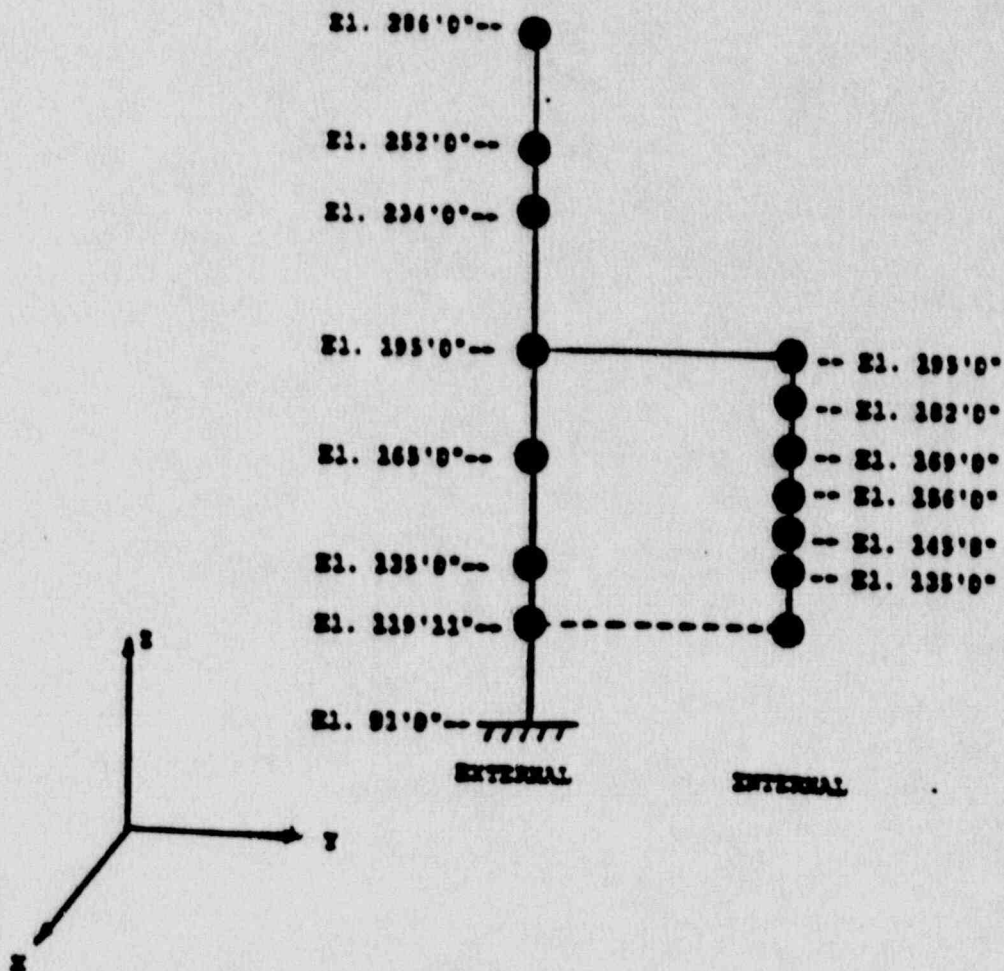 El. 286'0"--
El. 252'0"--
El. 234'0"--
El. 195'0"--
-- El. 195'0"
-- El. 182'0"
El. 165'0"--
-- El. 169'0"
-- El. 156'0"
-- El. 145'0"
El. 135'0"--
-- El. 135'0"
El. 119'11"--
El. 91'0"--
EXTERNAL
INTERNAL
Z
Y
X